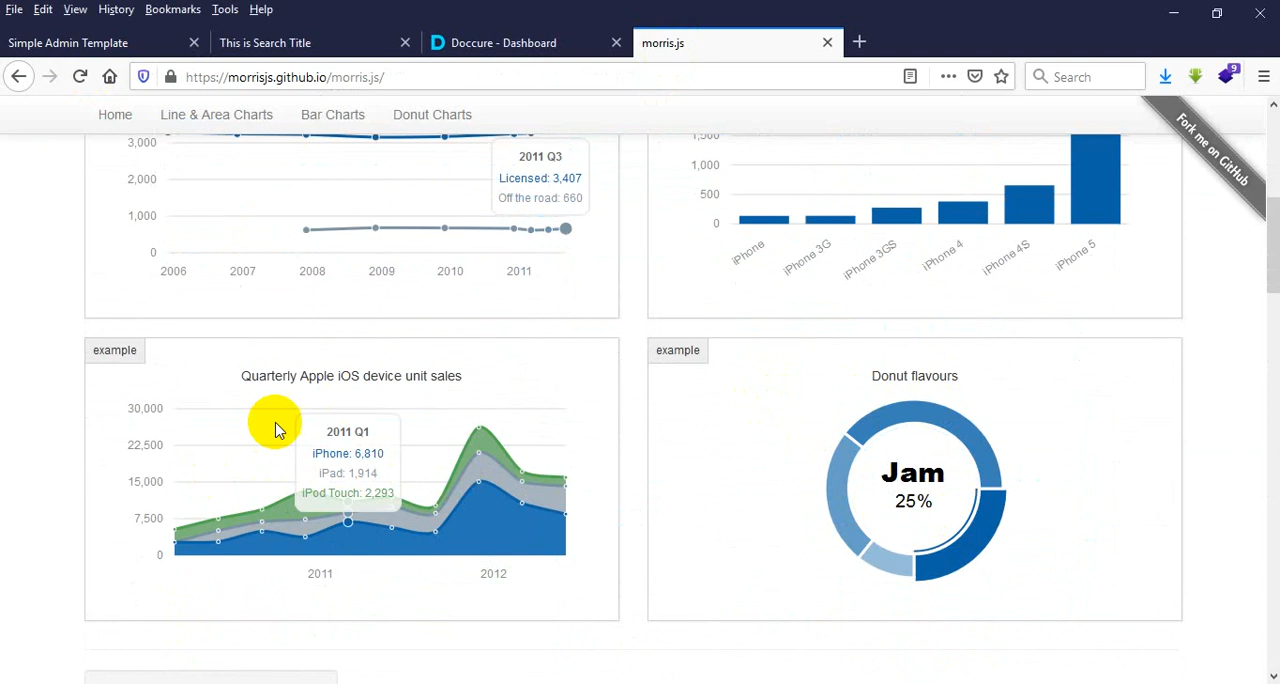 File Edit View History Bookmarks Tools Help
Simple Admin Template This is Search Title Doccure - Dashboard morris.js
https://morrisjs.github.io/morris.js/ Search 9
Home Line & Area Charts Bar Charts Donut Charts
Fork me on GitHub
3,000
2,000
1,000
0
2006 2007 2008 2009 2010 2011
2011 Q3
Licensed: 3,407
Off the road: 660
1,500
1,000
500
0
iPhone iPhone 3G iPhone 3GS iPhone 4 iPhone 4S iPhone 5
example
Quarterly Apple iOS device unit sales
30,000
22,500
15,000
7,500
0
2011 2012
2011 Q1
iPhone: 6,810
iPad: 1,914
iPod Touch: 2,293
example
Donut flavours
Jam
25%